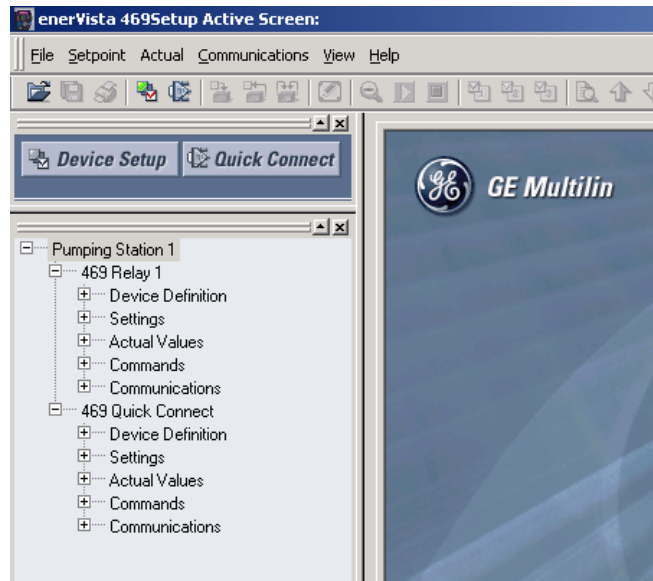 enerVista 469Setup Active Screen:
File Setpoint Actual Communications View Help
Device Setup Quick Connect
GE Multilin
Pumping Station 1
469 Relay 1
Device Definition
Settings
Actual Values
Commands
Communications
469 Quick Connect
Device Definition
Settings
Actual Values
Commands
Communications